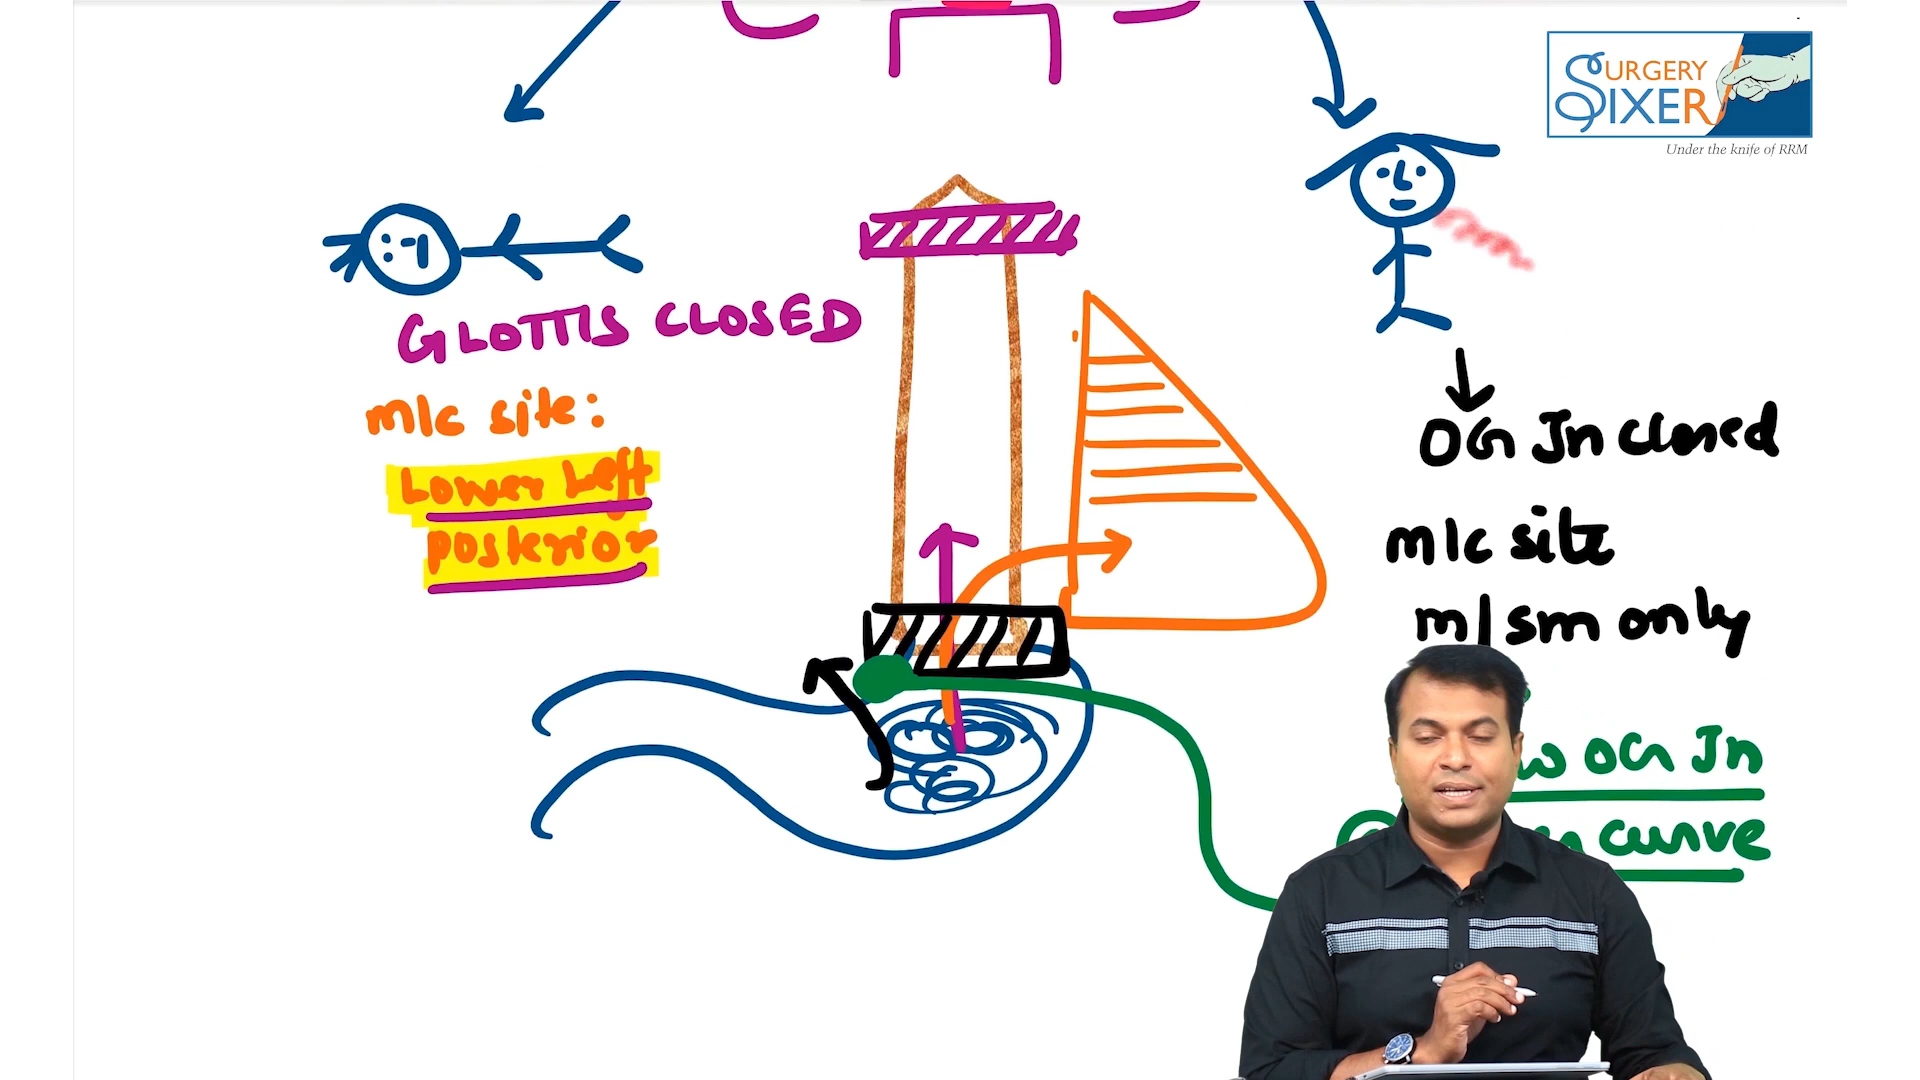 SURGERY
SIXER
Under the knife of RRM
GLOTTIS CLOSED
m/c site:
Lower Left
posterior
OG Jn closed
m/c site
m/sm only
OG Jn
curve